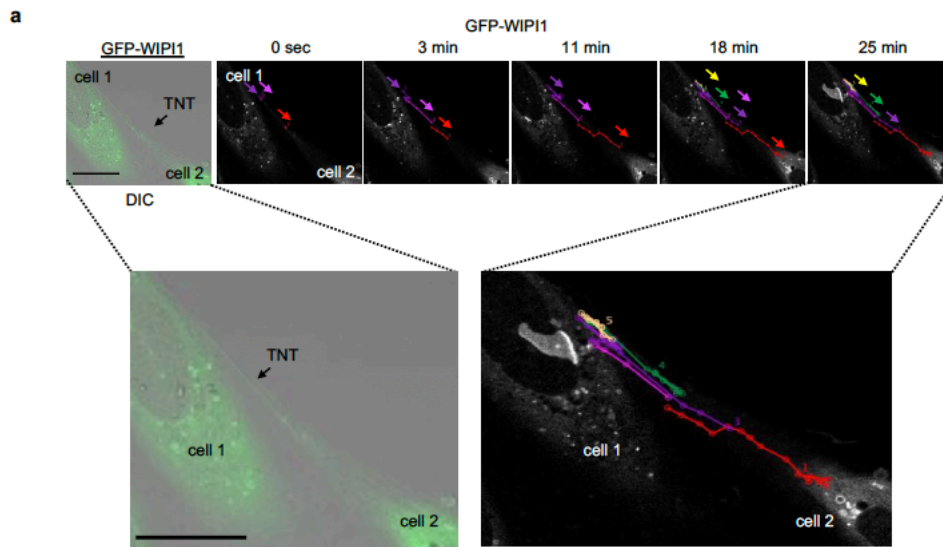 a
GFP-WIPI1
GFP-WIPI1 0 sec 3 min 11 min 18 min 25 min
cell 1 cell 1
TNT
cell 2 cell 2
DIC
TNT
cell 1
cell 2
5
4
3
1
cell 1
cell 2